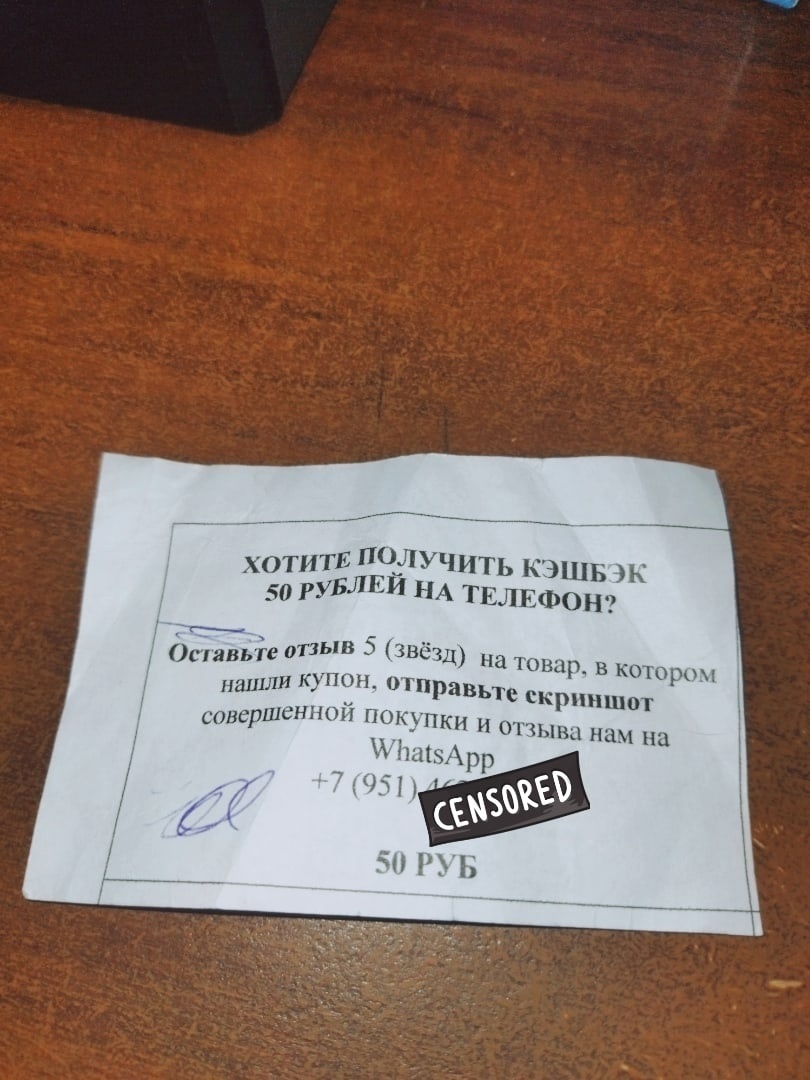 ХОТИТЕ ПОЛУЧИТЬ КЭШБЭК
50 РУБЛЕЙ НА ТЕЛЕФОН?
Оставьте отзыв 5 (звёзд) на товар, в котором
нашли купон, отправьте скриншот
совершенной покупки и отзыва нам на
WhatsApp
+7 (951)
CENSORED
50 РУБ